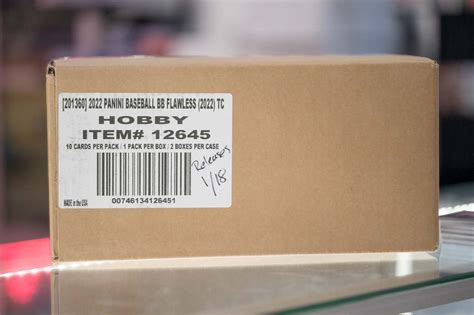 [201360] 2022 PANINI BASEBALL BB FLAWLESS (2022) TC
HOBBY
ITEM# 12645
10 CARDS PER PACK | 1 PACK PER BOX | 2 BOXES PER CASE
Releases
1/18
MADE in the USA
00746134126451